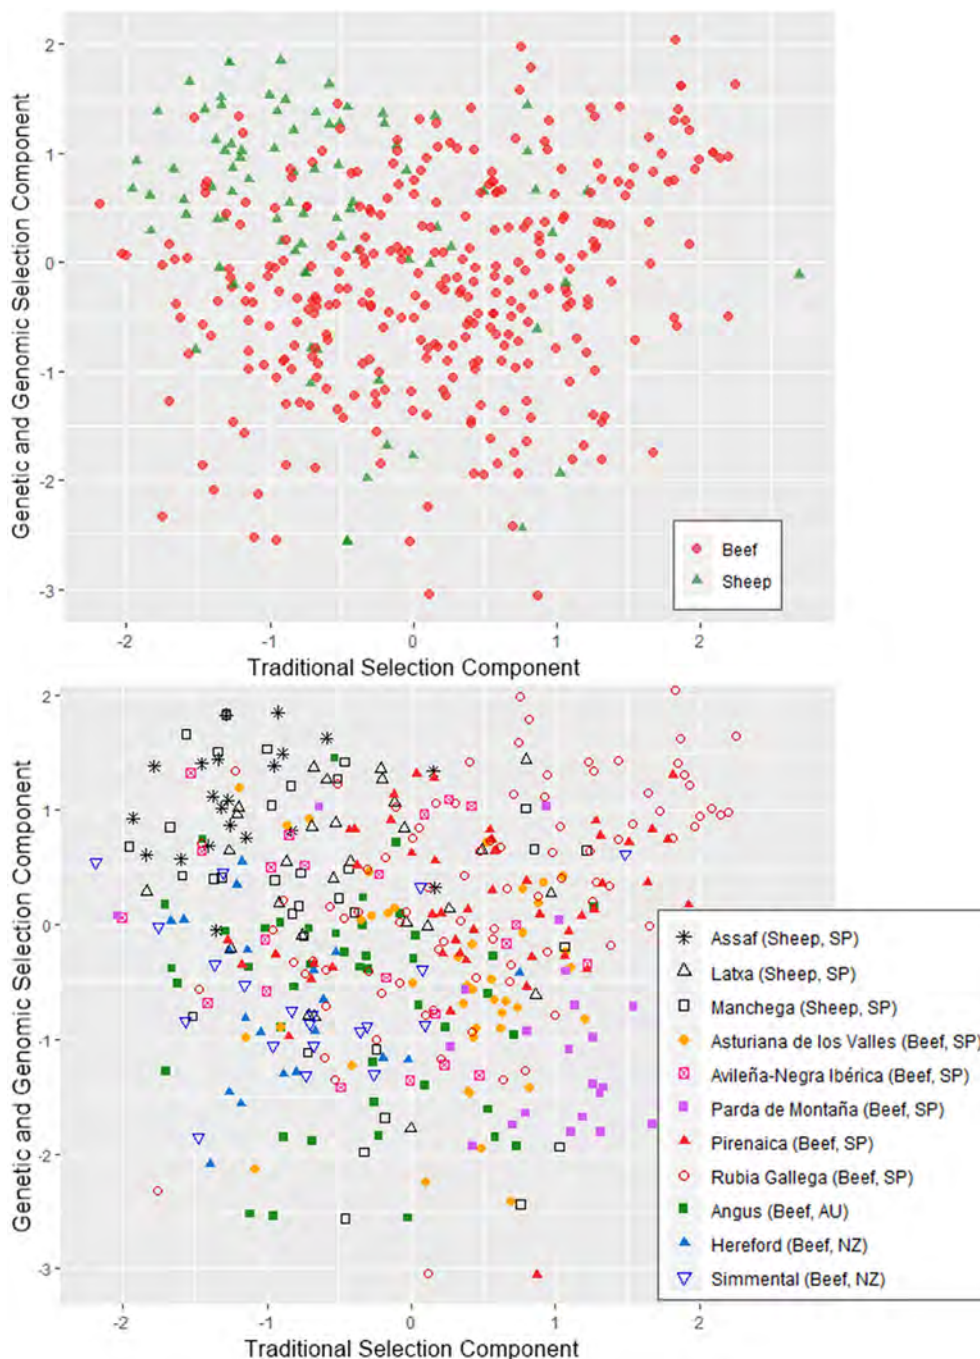 2
1
0
-1
-2
-3
Genetic and Genomic Selection Component
-2 -1 0 1 2
Traditional Selection Component
Beef
Sheep
2
1
0
-1
-2
-3
Genetic and Genomic Selection Component
Assaf (Sheep, SP)
Latxa (Sheep, SP)
Manchega (Sheep, SP)
Asturiana de los Valles (Beef, SP)
Avileña-Negra Ibérica (Beef, SP)
Parda de Montaña (Beef, SP)
Pirenaica (Beef, SP)
Rubia Gallega (Beef, SP)
Angus (Beef, AU)
Hereford (Beef, NZ)
Simmental (Beef, NZ)
-2 -1 0 1 2
Traditional Selection Component